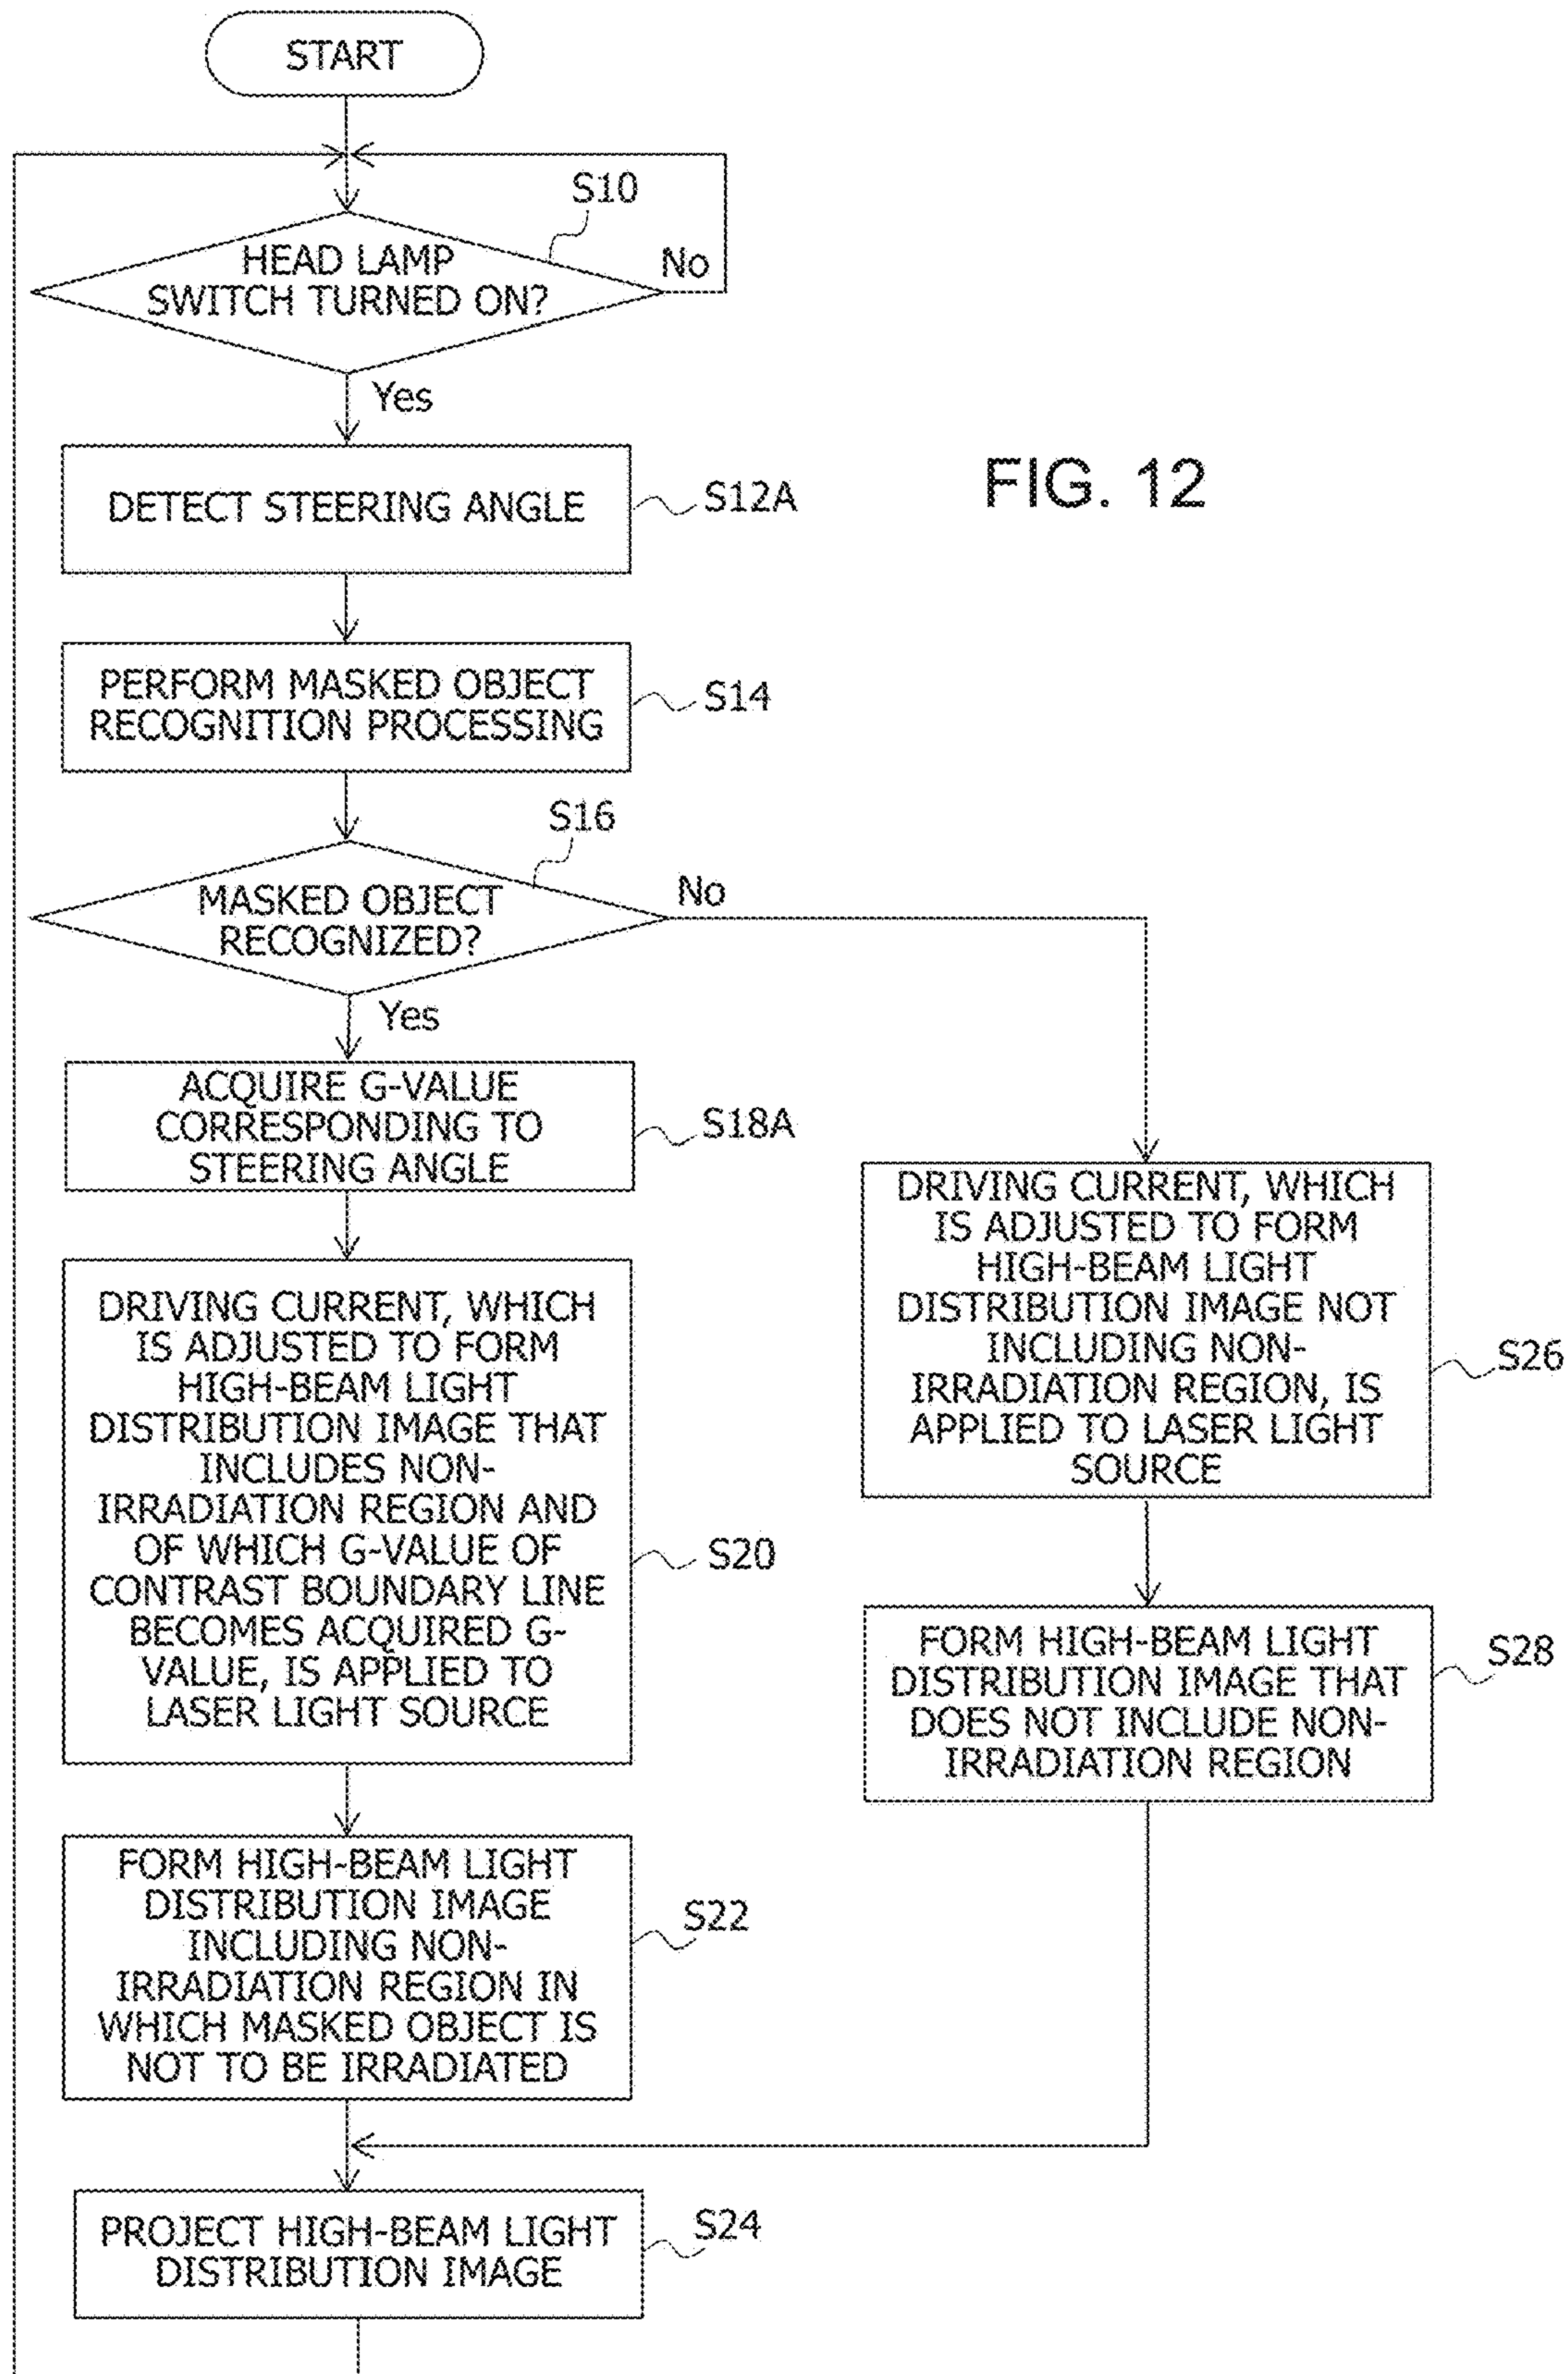 START
S10
HEAD LAMP
SWITCH TURNED ON?
No
Yes
DETECT STEERING ANGLE
S12A
FIG. 12
PERFORM MASKED OBJECT
RECOGNITION PROCESSING
S14
S16
MASKED OBJECT
RECOGNIZED?
No
Yes
ACQUIRE G-VALUE
CORRESPONDING TO
STEERING ANGLE
S18A
DRIVING CURRENT, WHICH
IS ADJUSTED TO FORM
HIGH-BEAM LIGHT
DISTRIBUTION IMAGE THAT
INCLUDES NON-
IRRADIATION REGION AND
OF WHICH G-VALUE OF
CONTRAST BOUNDARY LINE
BECOMES ACQUIRED G-
VALUE, IS APPLIED TO
LASER LIGHT SOURCE
S20
DRIVING CURRENT, WHICH
IS ADJUSTED TO FORM
HIGH-BEAM LIGHT
DISTRIBUTION IMAGE NOT
INCLUDING NON-
IRRADIATION REGION, IS
APPLIED TO LASER LIGHT
SOURCE
S26
FORM HIGH-BEAM LIGHT
DISTRIBUTION IMAGE THAT
DOES NOT INCLUDE NON-
IRRADIATION REGION
S28
FORM HIGH-BEAM LIGHT
DISTRIBUTION IMAGE
INCLUDING NON-
IRRADIATION REGION IN
WHICH MASKED OBJECT IS
NOT TO BE IRRADIATED
S22
PROJECT HIGH-BEAM LIGHT
DISTRIBUTION IMAGE
S24